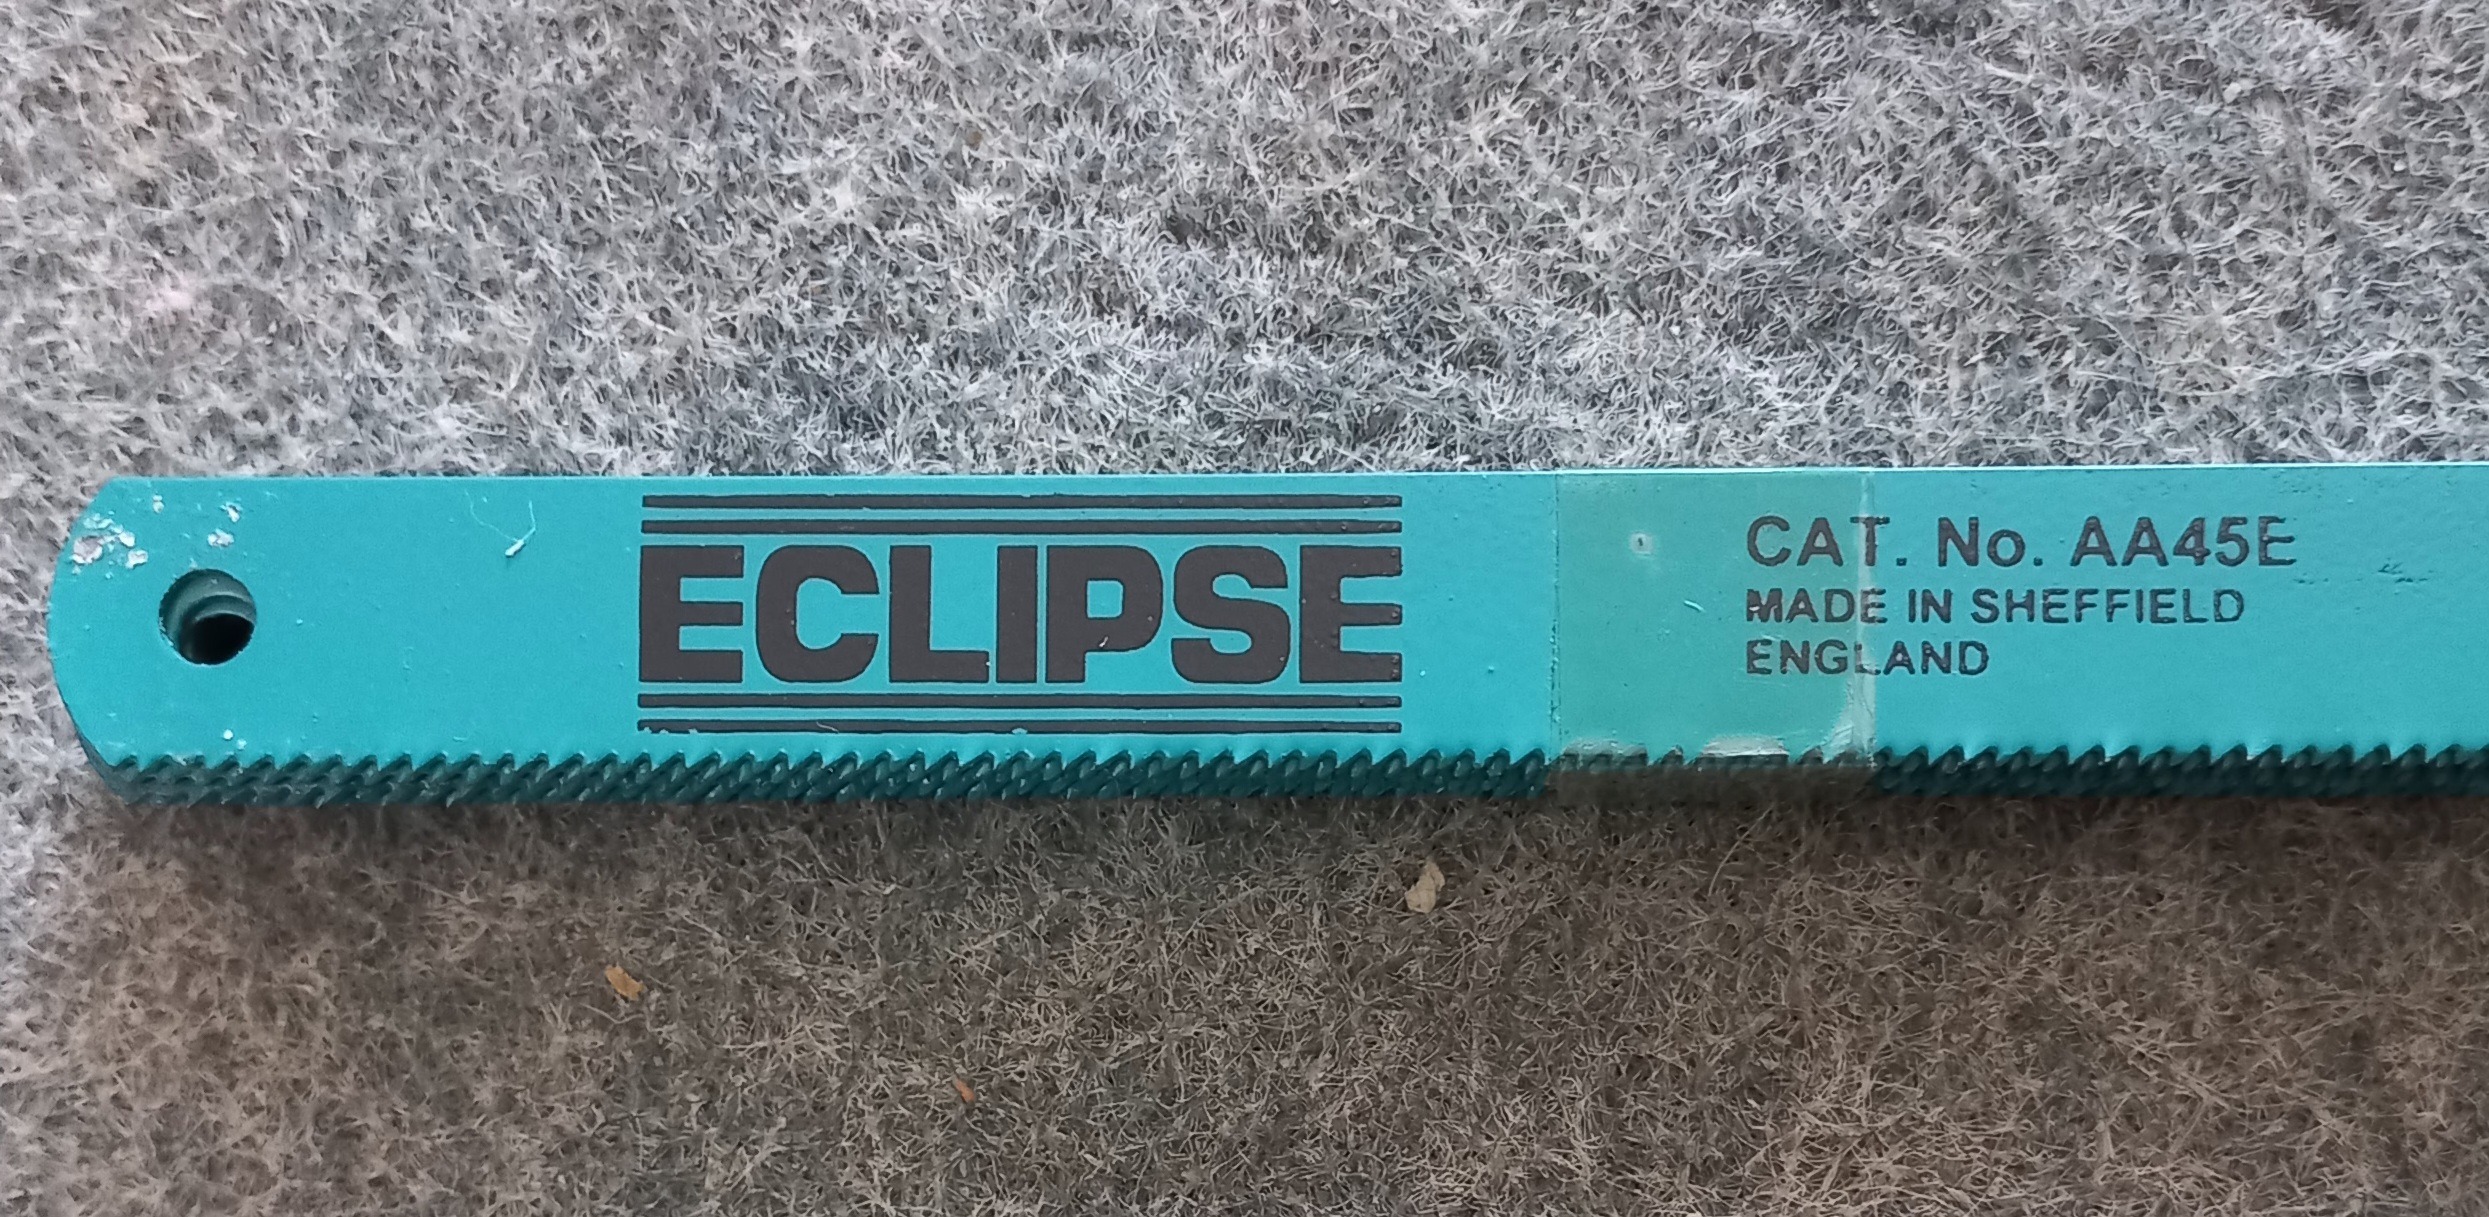 ECLIPSE
CAT. No. AA45E
MADE IN SHEFFIELD
ENGLAND